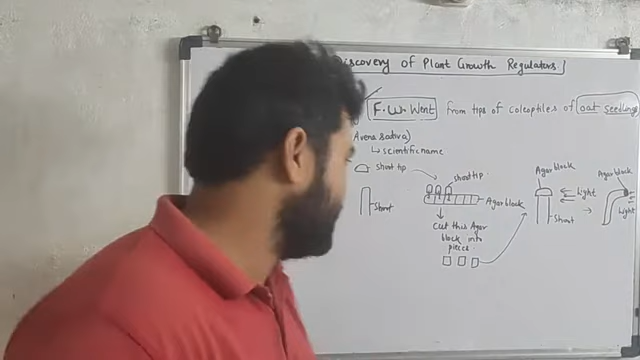 Discovery of Plant Growth Regulators
F.W. Went from tips of coleoptiles of oat seedlings
Avena sativa)
↳ scientific name
shoot tip
shoot tip
Agar block
Shoot
Cut this Agar
block into
pieces
Agar block
light
Shoot
Agar block
light